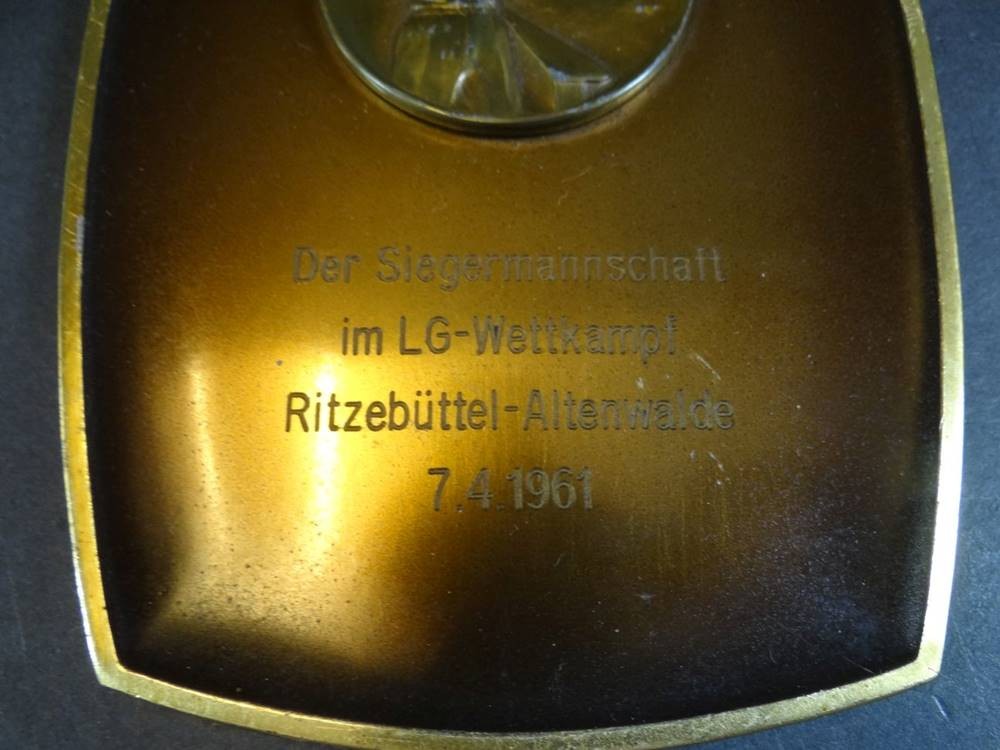 Der Siegermannschaft
im LG-Wettkampf
Ritzebüttel-Altenwalde
7.4.1961